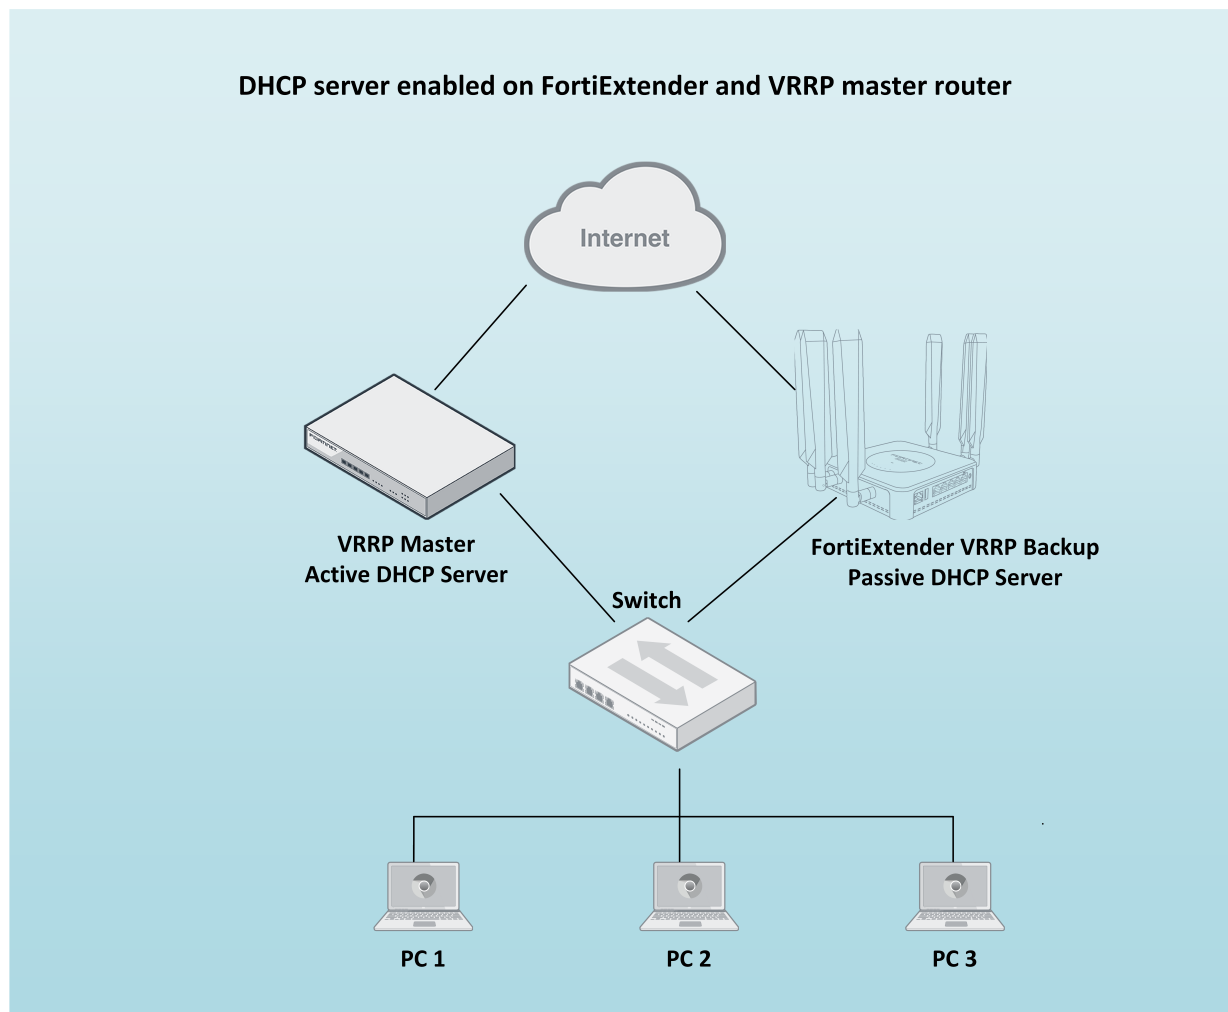 DHCP server enabled on FortiExtender and VRRP master router
Internet
FORTINET
VRRP Master
Active DHCP Server
FortiExtender VRRP Backup
Passive DHCP Server
Switch
PC 1
PC 2
PC 3